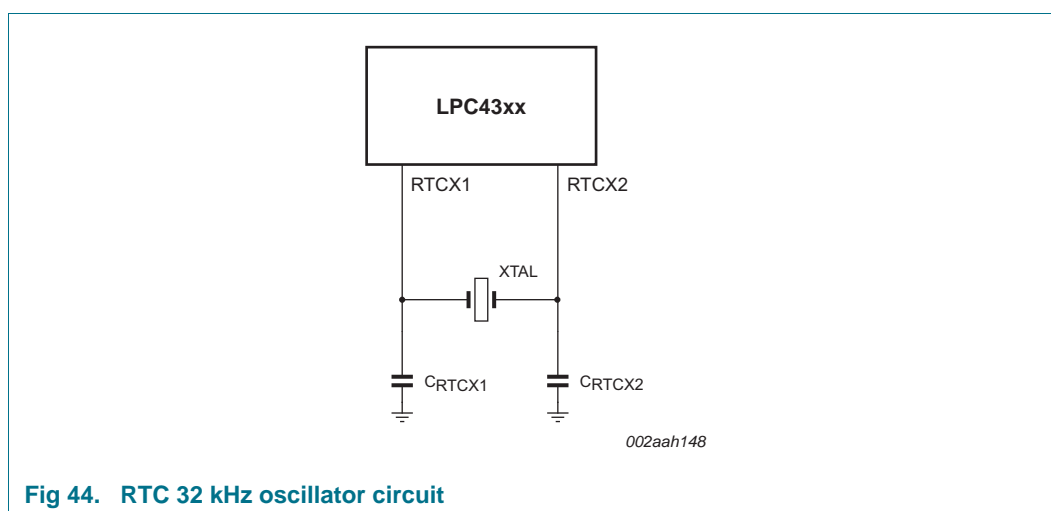 LPC43xx
RTCX1 RTCX2
XTAL
CRTCX1 CRTCX2
002aah148
Fig 44. RTC 32 kHz oscillator circuit